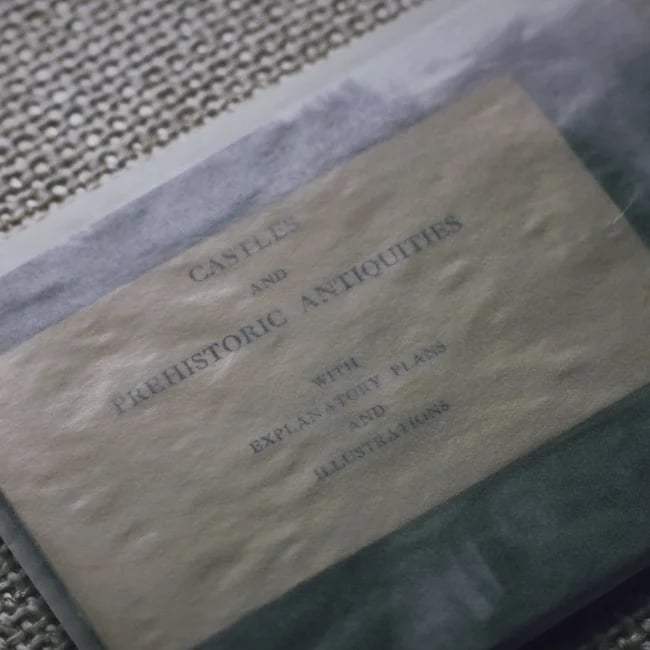 CASTLES
AND
PREHISTORIC ANTIQUITIES
WITH
EXPLANATORY PLANS
AND
ILLUSTRATIONS